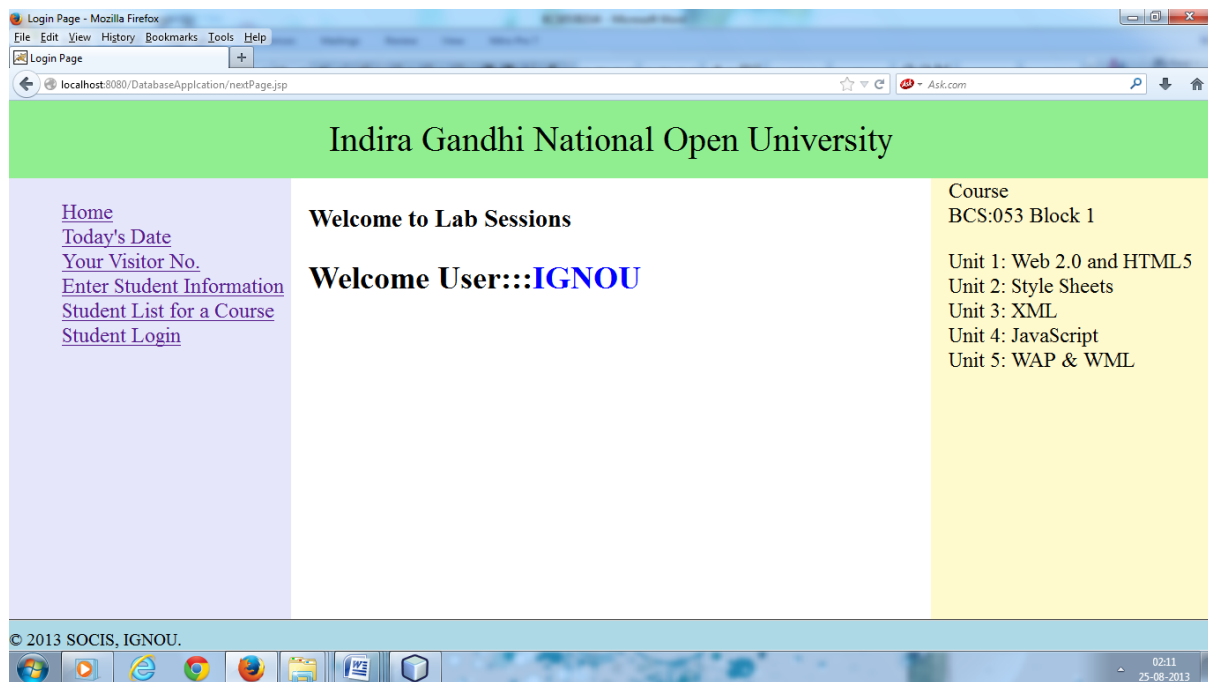 Login Page - Mozilla Firefox
File Edit View History Bookmarks Tools Help
Login Page
localhost:8080/DatabaseApplcation/nextPage.jsp
Ask.com
Indira Gandhi National Open University
Home
Today's Date
Your Visitor No.
Enter Student Information
Student List for a Course
Student Login
Welcome to Lab Sessions
Welcome User:::IGNOU
Course
BCS:053 Block 1
Unit 1: Web 2.0 and HTML5
Unit 2: Style Sheets
Unit 3: XML
Unit 4: JavaScript
Unit 5: WAP & WML
© 2013 SOCIS, IGNOU.
02:11
25-08-2013